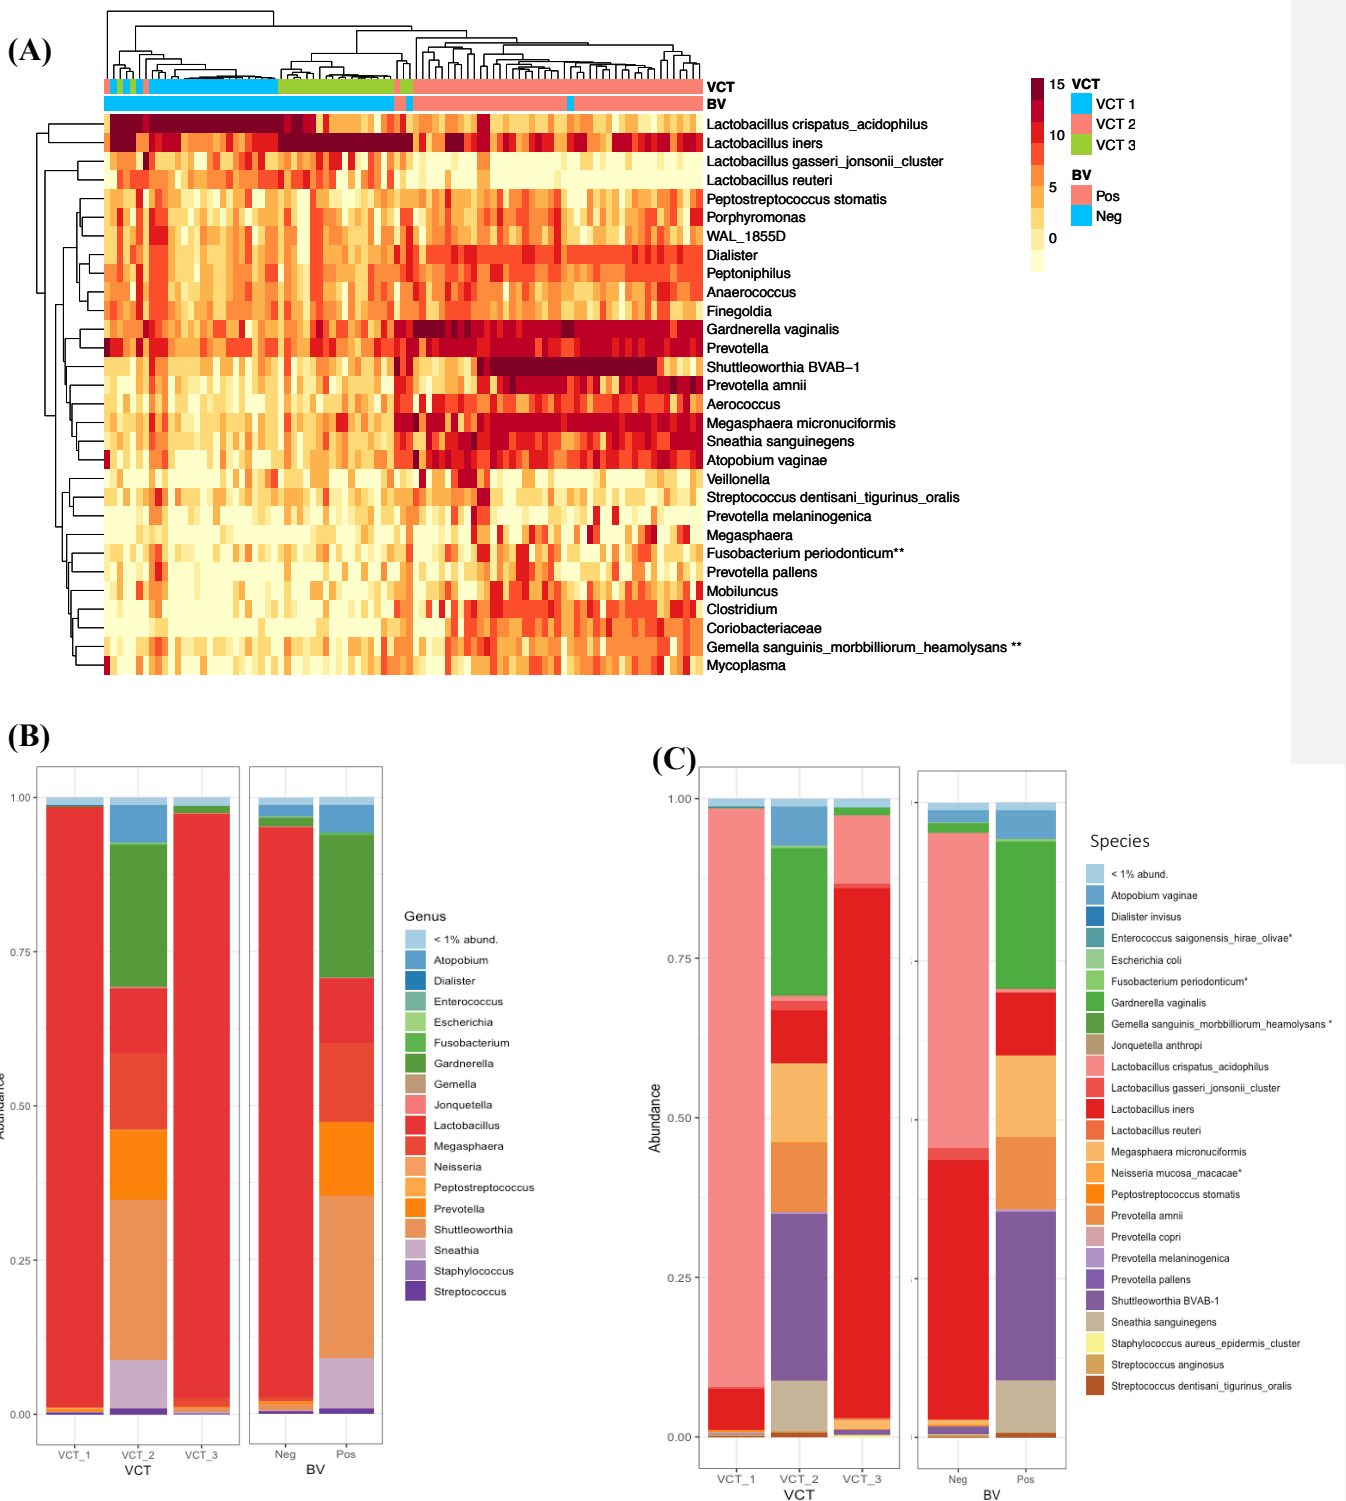 (A)
VCT
BV
Lactobacillus crispatus_acidophilus
Lactobacillus iners
Lactobacillus gasseri_jonsonii_cluster
Lactobacillus reuteri
Peptostreptococcus stomatis
Porphyromonas
WAL_1855D
Dialister
Peptoniphilus
Anaerococcus
Finegoldia
Gardnerella vaginalis
Prevotella
Shuttleoworthia BVAB–1
Prevotella amnii
Aerococcus
Megasphaera micronuciformis
Sneathia sanguinegens
Atopobium vaginae
Veillonella
Streptococcus dentisani_tigurinus_oralis
Prevotella melaninogenica
Megasphaera
Fusobacterium periodonticum**
Prevotella pallens
Mobiluncus
Clostridium
Coriobacteriaceae
Gemella sanguinis_morbbilliorum_heamolysans **
Mycoplasma
15
10
5
0
VCT
VCT 1
VCT 2
VCT 3
BV
Pos
Neg
(B)
1.00
0.75
0.50
0.25
0.00
Abundance
VCT_1
VCT_2
VCT_3
VCT
Neg
Pos
BV
Genus
< 1% abund.
Atopobium
Dialister
Enterococcus
Escherichia
Fusobacterium
Gardnerella
Gemella
Jonquetella
Lactobacillus
Megasphaera
Neisseria
Peptostreptococcus
Prevotella
Shuttleoworthia
Sneathia
Staphylococcus
Streptococcus
(C)
1.00
0.75
0.50
0.25
0.00
Abundance
VCT_1
VCT_2
VCT_3
VCT
Neg
Pos
BV
Species
< 1% abund.
Atopobium vaginae
Dialister invisus
Enterococcus saigonensis_hirae_olivae*
Escherichia coli
Fusobacterium periodonticum*
Gardnerella vaginalis
Gemella sanguinis_morbbilliorum_heamolysans *
Jonquetella anthropi
Lactobacillus crispatus_acidophilus
Lactobacillus gasseri_jonsonii_cluster
Lactobacillus iners
Lactobacillus reuteri
Megasphaera micronuciformis
Neisseria mucosa_macacae*
Peptostreptococcus stomatis
Prevotella amnii
Prevotella copri
Prevotella melaninogenica
Prevotella pallens
Shuttleoworthia BVAB-1
Sneathia sanguinegens
Staphylococcus aureus_epidermis_cluster
Streptococcus anginosus
Streptococcus dentisani_tigurinus_oralis